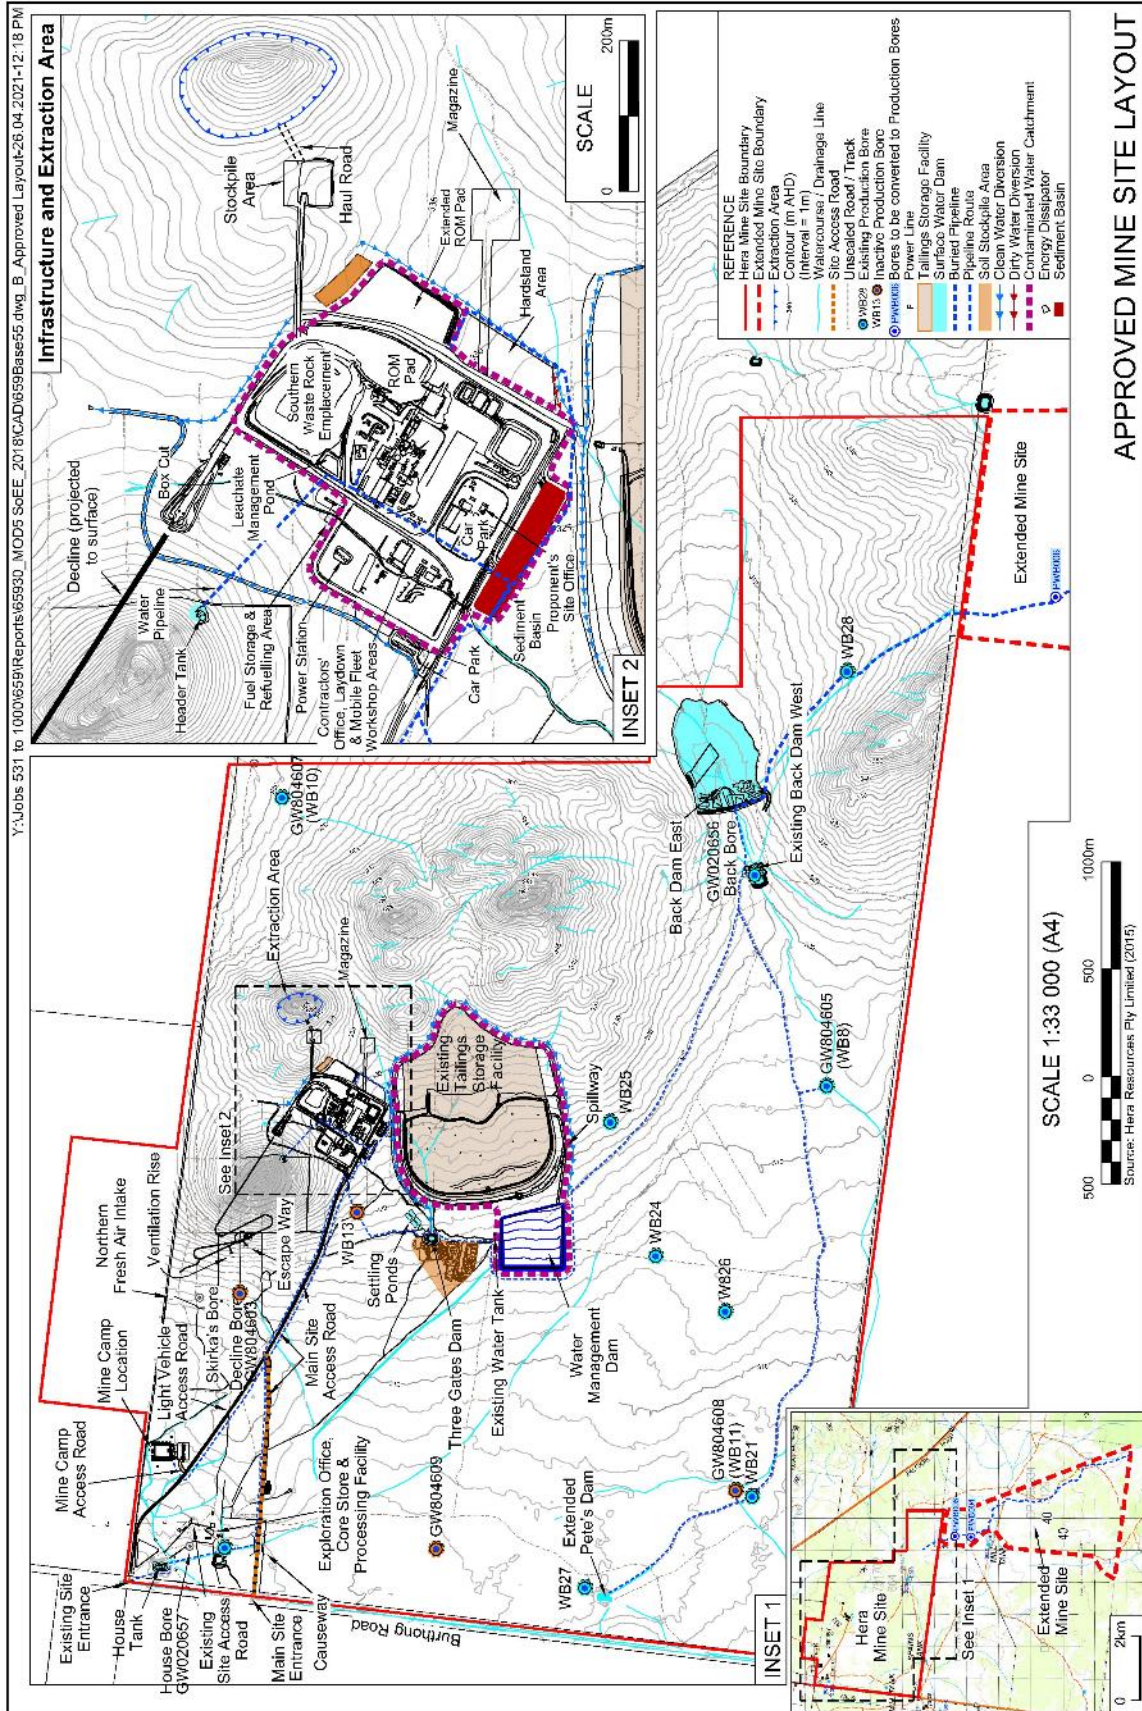 Y:\Jobs 531 to 1000\659\Reports\65930_MOD5 SoEE_2018\CAD\659Base55.dwg_B_Approved Layout-26.04.2021-12:18 PM
Existing Site
Entrance
House
Tank
House Bore
GW020657
Existing
Site Access
Road
Main Site
Entrance
Causeway
Mine Camp
Access Road
Mine Camp
Location
Light Vehicle
Access Road
Skirka's Bore
Decline Bore
GW804603
Northern
Fresh Air Intake
Ventilation Rise
Escape Way
Main Site
Access Road
See Inset 2
Exploration Office,
Core Store &
Processing Facility
WB13
Settling
Ponds
Three Gates Dam
Existing Water Tank
Water
Management
Dam
Existing
Tailings
Storage
Facility
Spillway
Extraction Area
Magazine
GW804607
(WB10)
GW804609
WB25
WB24
W826
GW804608
(WB11)
WB21
WB27
Extended
Pete's Dam
Burthong Road
GW804605
(WB8)
Back Dam East
GW020656
Back Bore
Existing Back Dam West
WB28
PWB006
Extended Mine Site
INSET 1
Infrastructure and Extraction Area
Decline (projected
to surface)
Box Cut
Water
Pipeline
Header Tank
Leachate
Management
Pond
Fuel Storage &
Refuelling Area
Power Station
Contractors'
Office, Laydown
& Mobile Fleet
Workshop Areas
Car Park
Sediment
Basin
Proponent's
Site Office
Car
Park
Southern
Waste Rock
Emplacement
ROM
Pad
Extended
ROM Pad
Hardstand
Area
Stockpile
Area
Haul Road
Magazine
SCALE
0
200m
INSET 2
REFERENCE
Hera Mine Site Boundary
Extended Mine Site Boundary
Extraction Area
Contour (m AHD)
(Interval = 1m)
Watercourse / Drainage Line
Site Access Road
Unsealed Road / Track
WB28 Existing Production Bore
WB13 Inactive Production Bore
PWB006 Bores to be converted to Production Bores
P Power Line
Tailings Storage Facility
Surface Water Dam
Buried Pipeline
Pipeline Route
Soil Stockpile Area
Clean Water Diversion
Dirty Water Diversion
Contaminated Water Catchment
Energy Dissipator
Sediment Basin
Hera
Mine Site
See Inset 1
Extended
Mine Site
0
2km
500
0
500
1000m
SCALE 1:33 000 (A4)
Source: Hera Resources Pty Limited (2015)
APPROVED MINE SITE LAYOUT